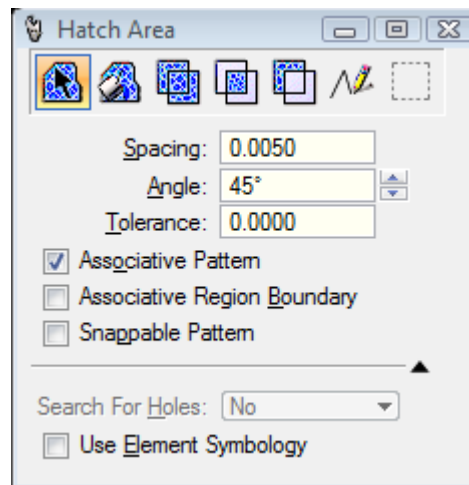 Hatch Area
Spacing: 0.0050
Angle: 45°
Tolerance: 0.0000
Associative Pattern
Associative Region Boundary
Snappable Pattern
Search For Holes: No
Use Element Symbology